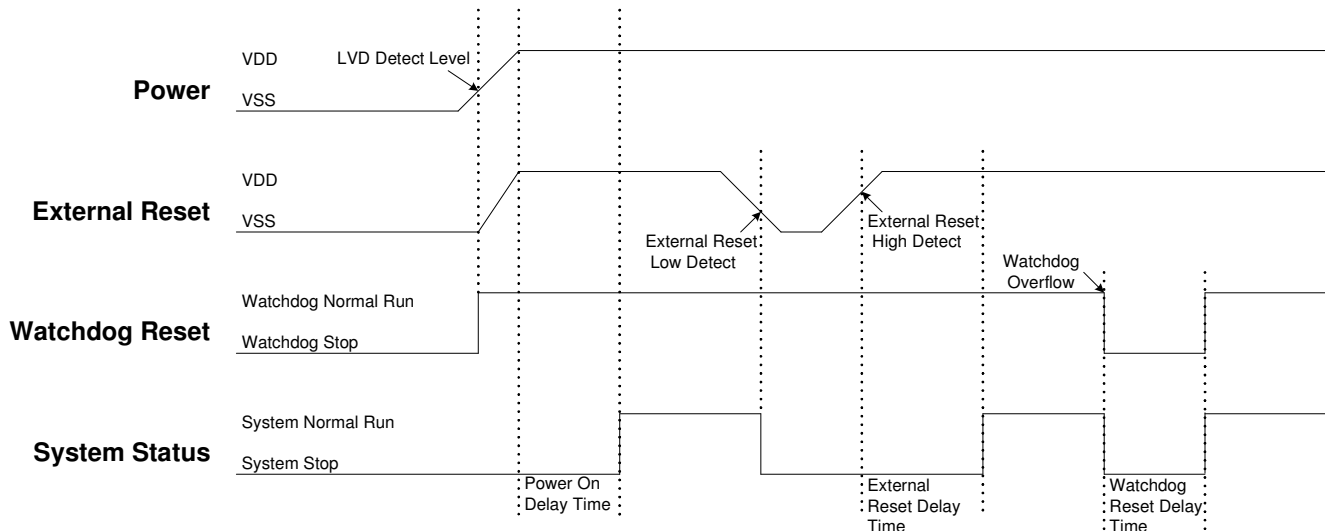 VDD
LVD Detect Level
Power
VSS
VDD
External Reset
VSS
External Reset
Low Detect
External Reset
High Detect
Watchdog
Overflow
Watchdog Normal Run
Watchdog Reset
Watchdog Stop
System Normal Run
System Status
System Stop
Power On
Delay Time
External
Reset Delay
Time
Watchdog
Reset Delay
Time